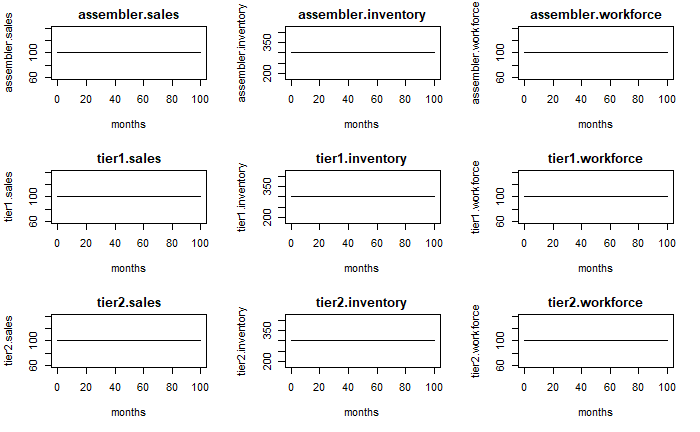 assembler.sales
assembler.sales
60 100
0 20 40 60 80 100
months
assembler.inventory
assembler.inventory
200 350
0 20 40 60 80 100
months
assembler.workforce
assembler.workforce
60 100
0 20 40 60 80 100
months
tier1.sales
tier1.sales
60 100
0 20 40 60 80 100
months
tier1.inventory
tier1.inventory
200 350
0 20 40 60 80 100
months
tier1.workforce
tier1.workforce
60 100
0 20 40 60 80 100
months
tier2.sales
tier2.sales
60 100
0 20 40 60 80 100
months
tier2.inventory
tier2.inventory
200 350
0 20 40 60 80 100
months
tier2.workforce
tier2.workforce
60 100
0 20 40 60 80 100
months